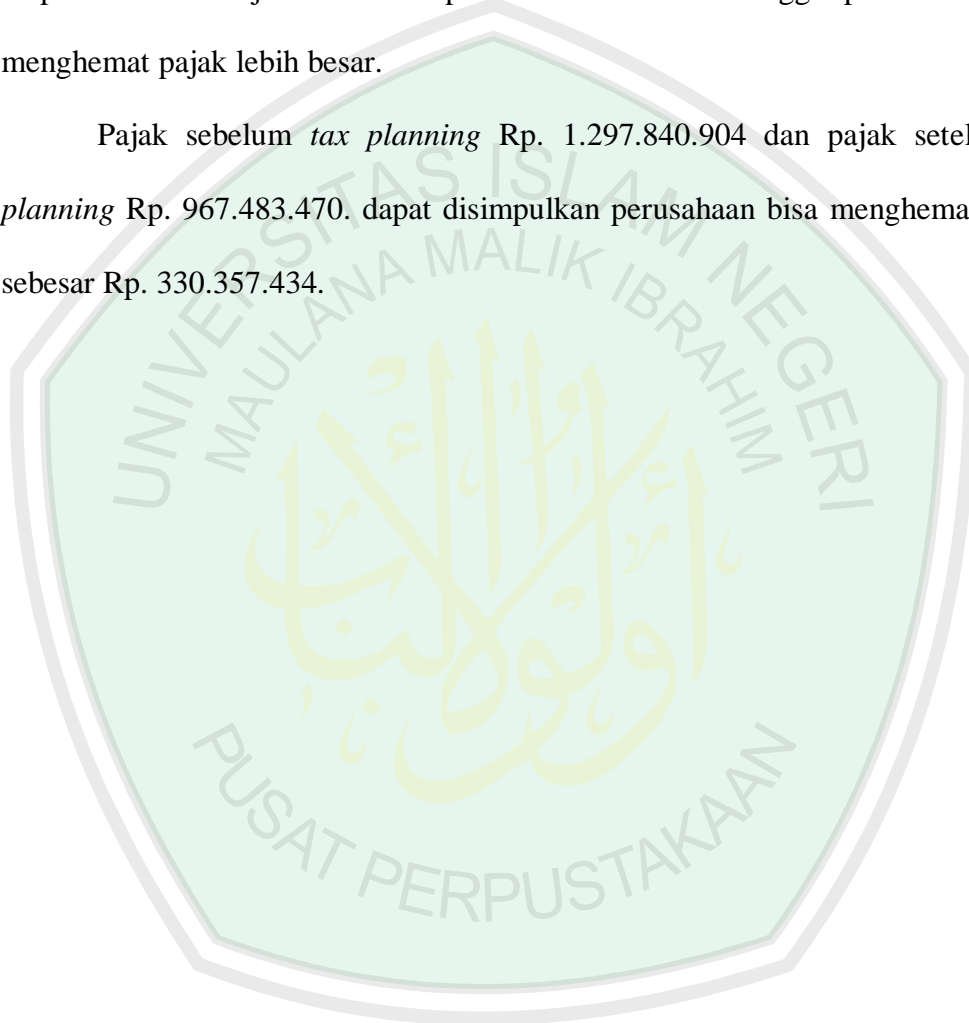 menghemat pajak lebih besar.
Pajak sebelum tax planning Rp. 1.297.840.904 dan pajak setel
planning Rp. 967.483.470. dapat disimpulkan perusahaan bisa menghema
sebesar Rp. 330.357.434.
UNIVERSITAS ISLAM NEGERI
MAULANA MALIK IBRAHIM
PUSAT PERPUSTAKAAN